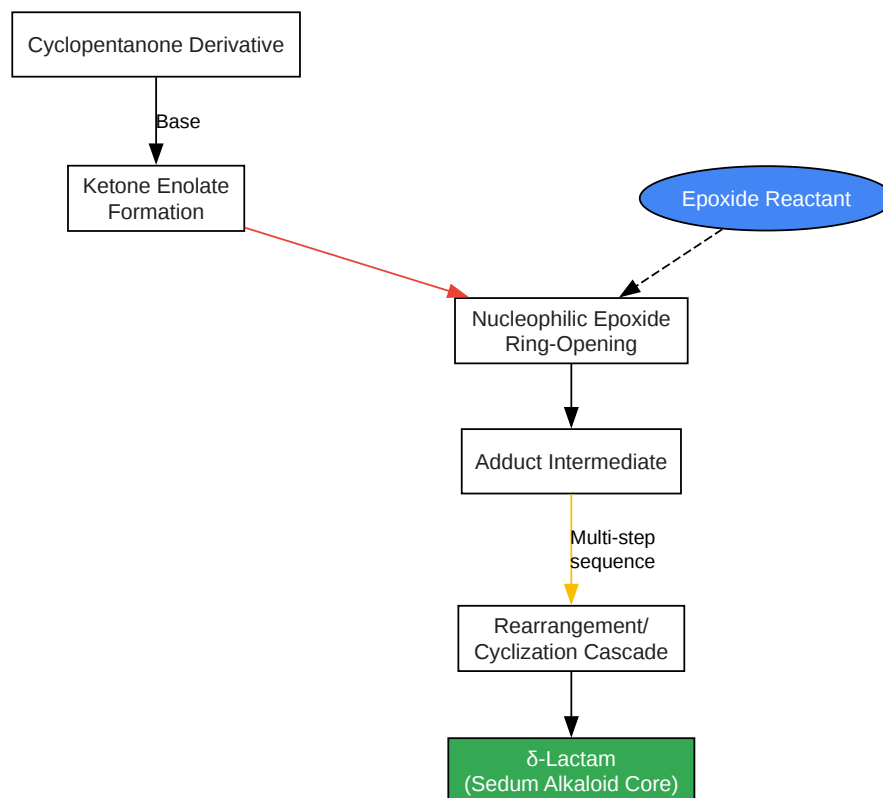 Cyclopentanone Derivative
Base
Ketone Enolate
Formation
Epoxide Reactant
Nucleophilic Epoxide
Ring-Opening
Adduct Intermediate
Multi-step
sequence
Rearrangement/
Cyclization Cascade
δ-Lactam
(Sedum Alkaloid Core)